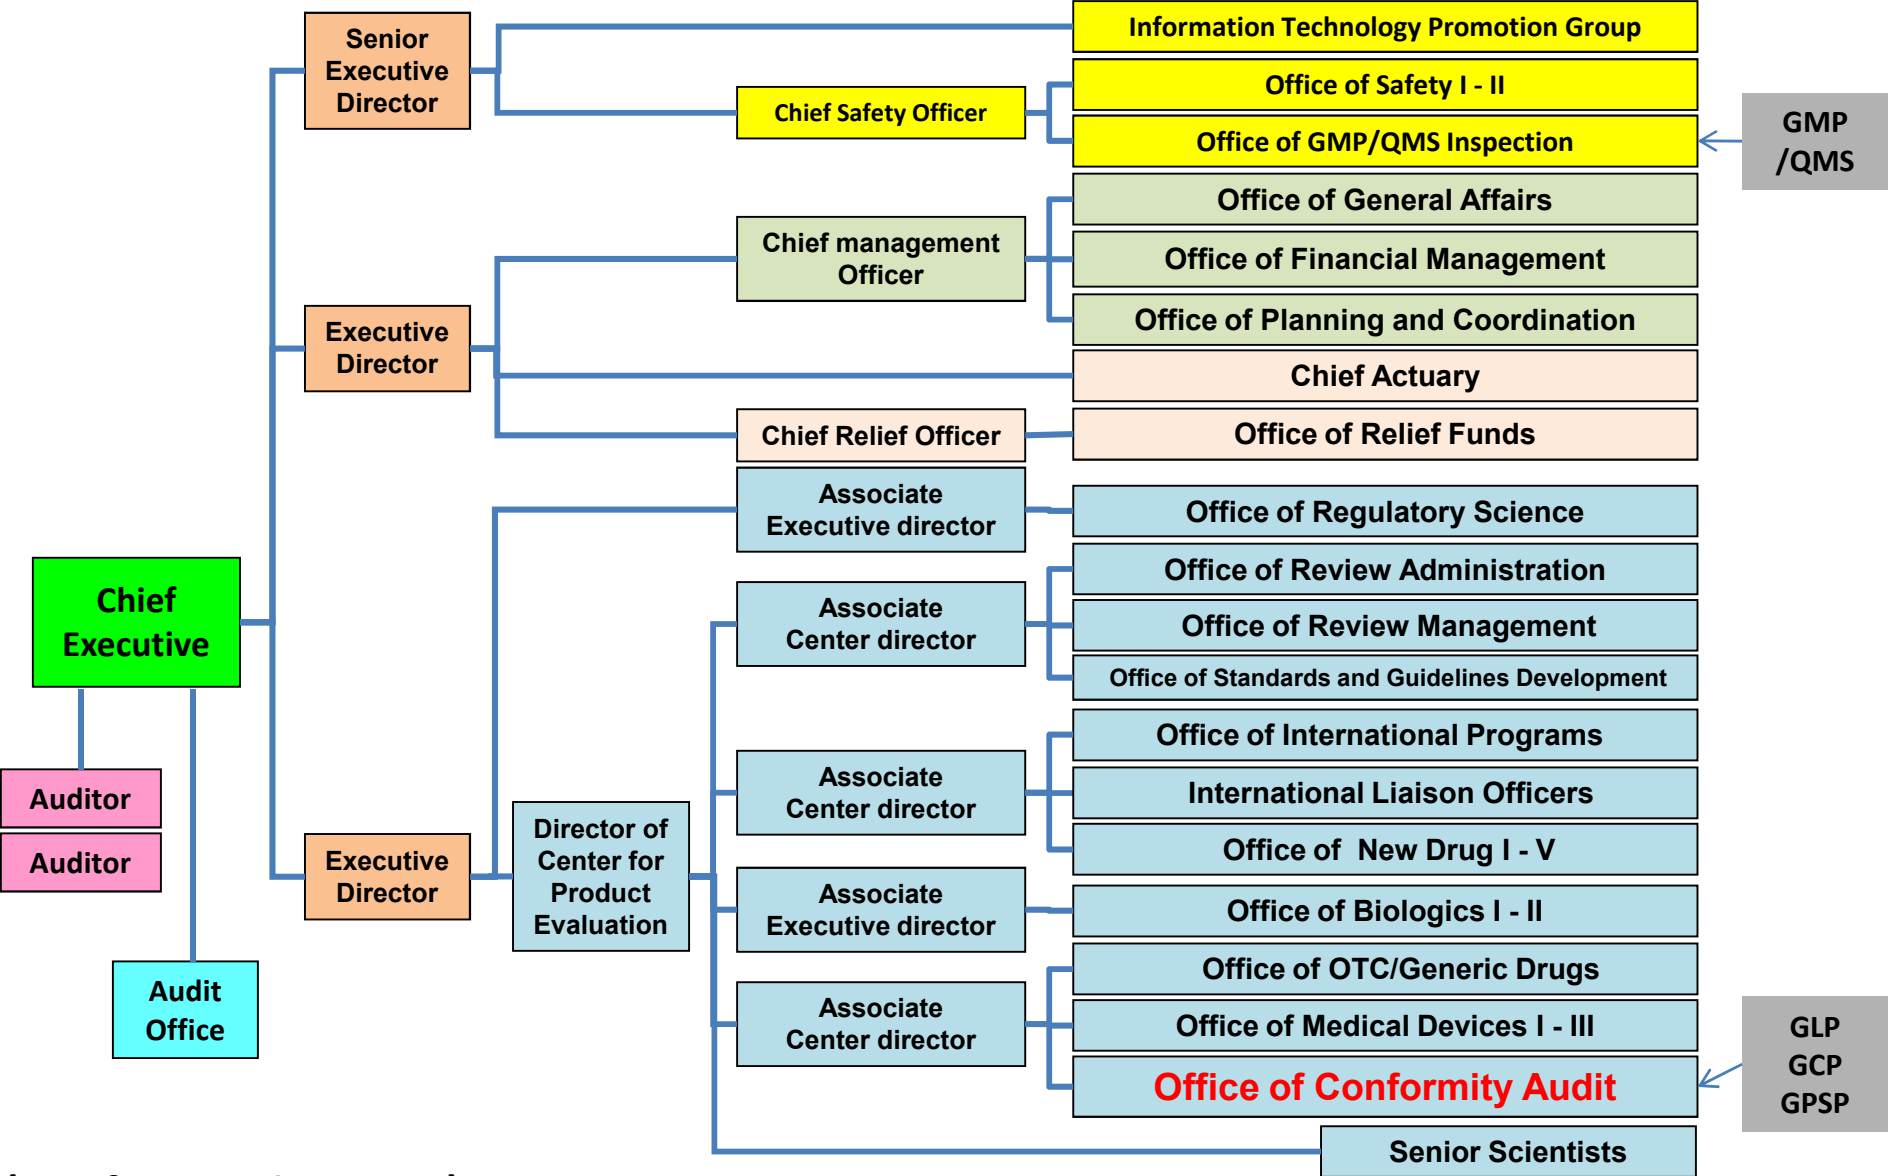 Information Technology Promotion Group
Senior
Executive
Director
Office of Safety I - II
Chief Safety Officer
GMP
/QMS
Office of GMP/QMS Inspection
Office of General Affairs
Chief management
Officer
Office of Financial Management
Office of Planning and Coordination
Executive
Director
Chief Actuary
Chief Relief Officer
Office of Relief Funds
Associate
Executive director
Office of Regulatory Science
Office of Review Administration
Chief
Executive
Associate
Center director
Office of Review Management
Office of Standards and Guidelines Development
Office of International Programs
Associate
Center director
International Liaison Officers
Auditor
Auditor
Office of  New Drug I - V
Executive
Director
Director of
Center for
Product
Evaluation
Associate
Executive director
Office of Biologics I - II
Office of OTC/Generic Drugs
Audit
Office
Associate
Center director
Office of Medical Devices I - III
GLP
GCP
GPSP
Office of Conformity Audit
Senior Scientists